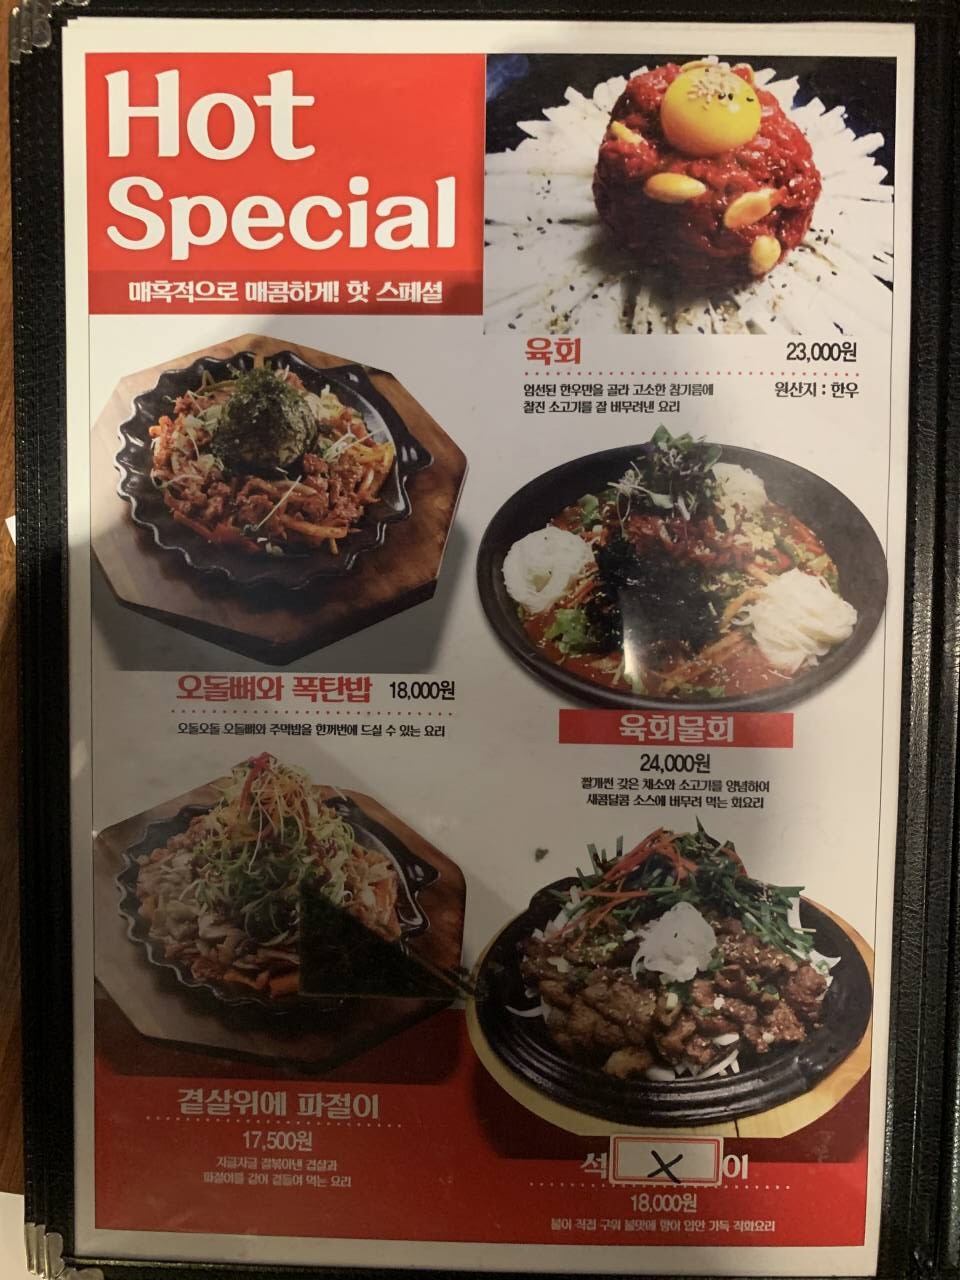 Hot
Special
매혹적으로 매콤하게! 핫 스페셜
육회 23,000원
엄선된 한우만을 골라 고소한 참기름에 원산지 : 한우
찰진 소고기를 잘 버무려낸 요리
오돌뼈와 폭탄밥 18,000원
오돌오돌 오돌뼈와 주먹밥을 한꺼번에 드실 수 있는 요리
육회물회
24,000원
짤게썬 갖은 채소와 소고기를 양념하여
새콤달콤 소스에 버무려 먹는 회요리
곁살위에 파절이
17,500원
지글지글 잘볶아낸 겹살과
파절이를 같이 곁들여 먹는 요리
석 X 이
18,000원
불이 직접 구워 불맛에 향이 입안 가득 직화요리